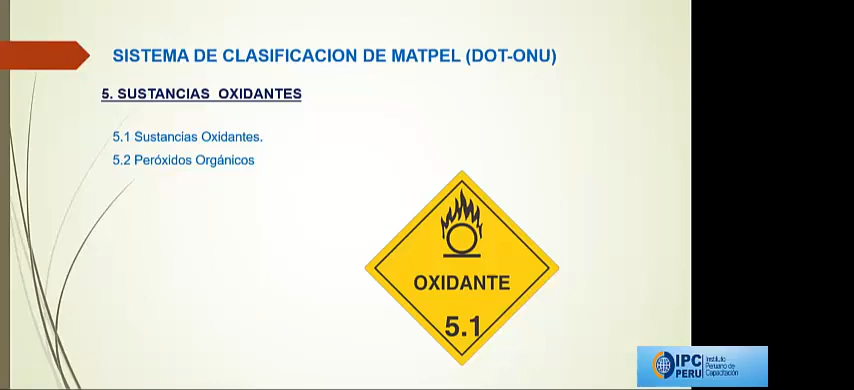 SISTEMA DE CLASIFICACION DE MATPEL (DOT-ONU)
5. SUSTANCIAS OXIDANTES
5.1 Sustancias Oxidantes.
5.2 Peróxidos Orgánicos
OXIDANTE
5.1
IPC
PERU
Instituto
Peruano de
Capacitación